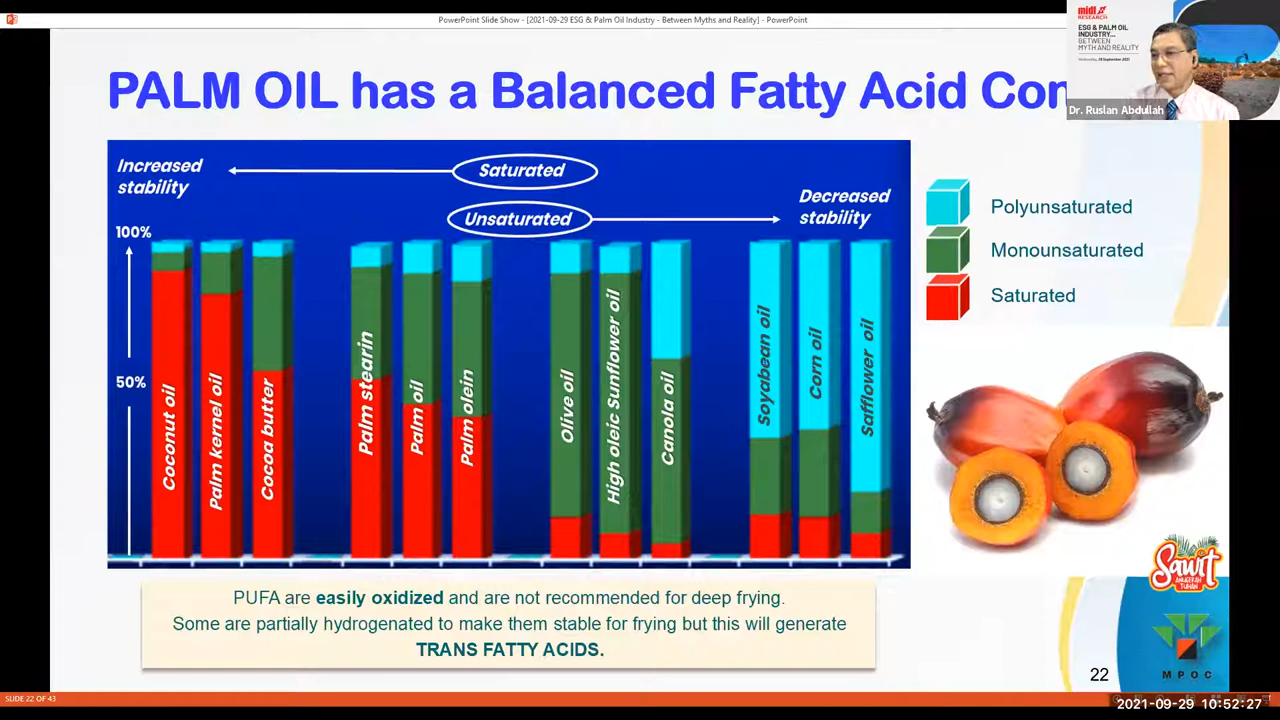 PowerPoint Slide Show - [2021-09-29 ESG & Palm Oil Industry - Between Myths and Reality] - PowerPoint
PALM OIL has a Balanced Fatty Acid Con
midf
RESEARCH
ESG & PALM OIL
INDUSTRY...
BETWEEN
MYTH AND REALITY
Wednesday, 29 September 2021
Dr. Ruslan Abdullah
Increased
stability
Saturated
Unsaturated
Decreased
stability
100%
50%
Coconut oil
Palm kernel oil
Cocoa butter
Palm stearin
Palm oil
Palm olein
Olive oil
High oleic Sunflower oil
Canola oil
Soyabean oil
Corn oil
Safflower oil
Polyunsaturated
Monounsaturated
Saturated
PUFA are easily oxidized and are not recommended for deep frying.
Some are partially hydrogenated to make them stable for frying but this will generate
TRANS FATTY ACIDS.
Sawit
ANUGERAH
TUHAN
22
MPOC
SLIDE 22 OF 43
2021-09-29 10:52:27